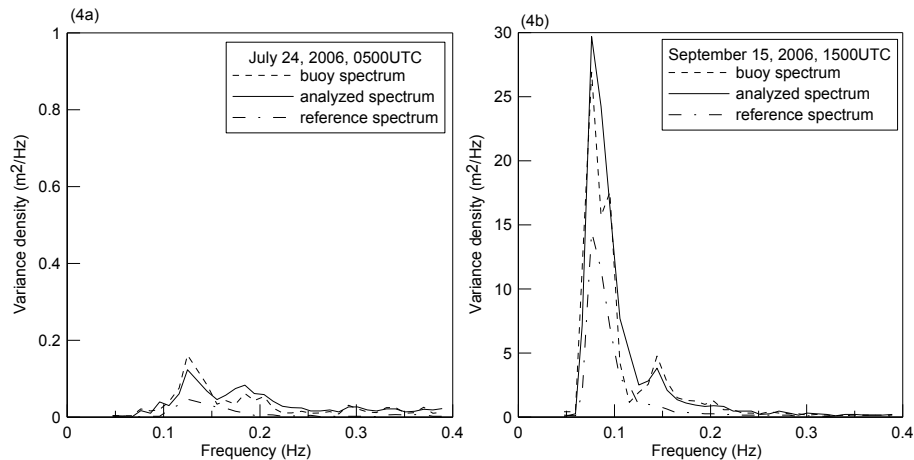 (4a)
July 24, 2006, 0500UTC
buoy spectrum
analyzed spectrum
reference spectrum
1
0.8
0.6
0.4
0.2
0
Variance density (m2/Hz)
0
0.1
0.2
0.3
0.4
Frequency (Hz)
(4b)
September 15, 2006, 1500UTC
buoy spectrum
analyzed spectrum
reference spectrum
30
25
20
15
10
5
0
Variance density (m2/Hz)
0
0.1
0.2
0.3
0.4
Frequency (Hz)